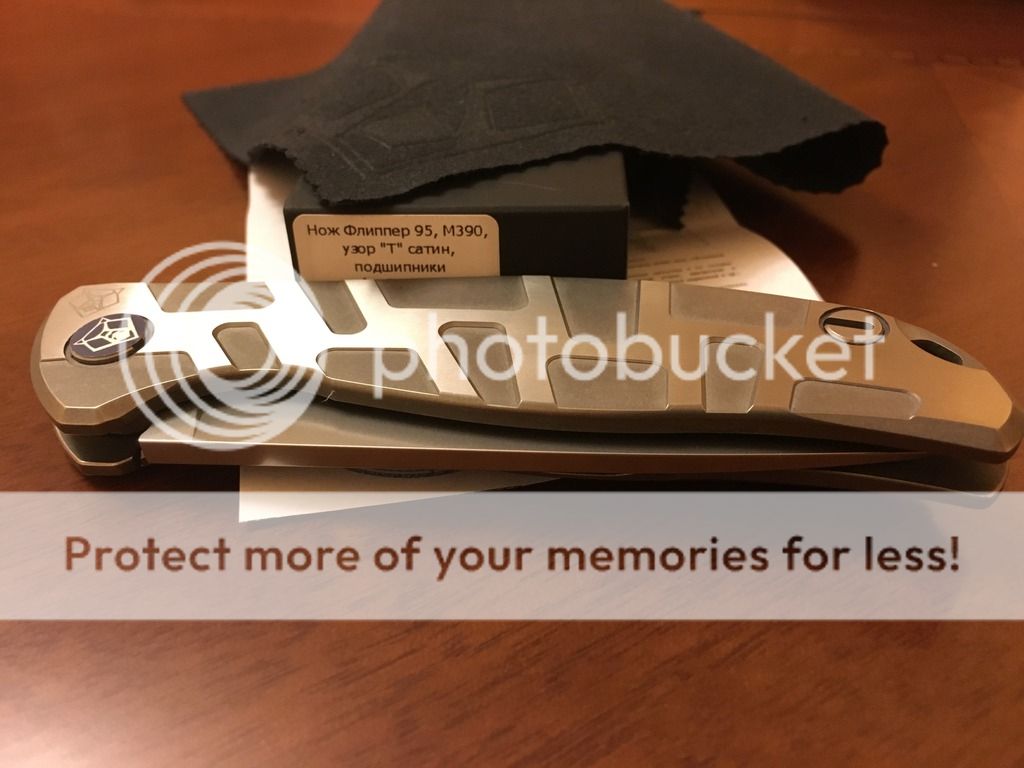 Нож Флиппер 95, М390,
узор "Т" сатин,
подшипники
photobucket
Protect more of your memories for less!